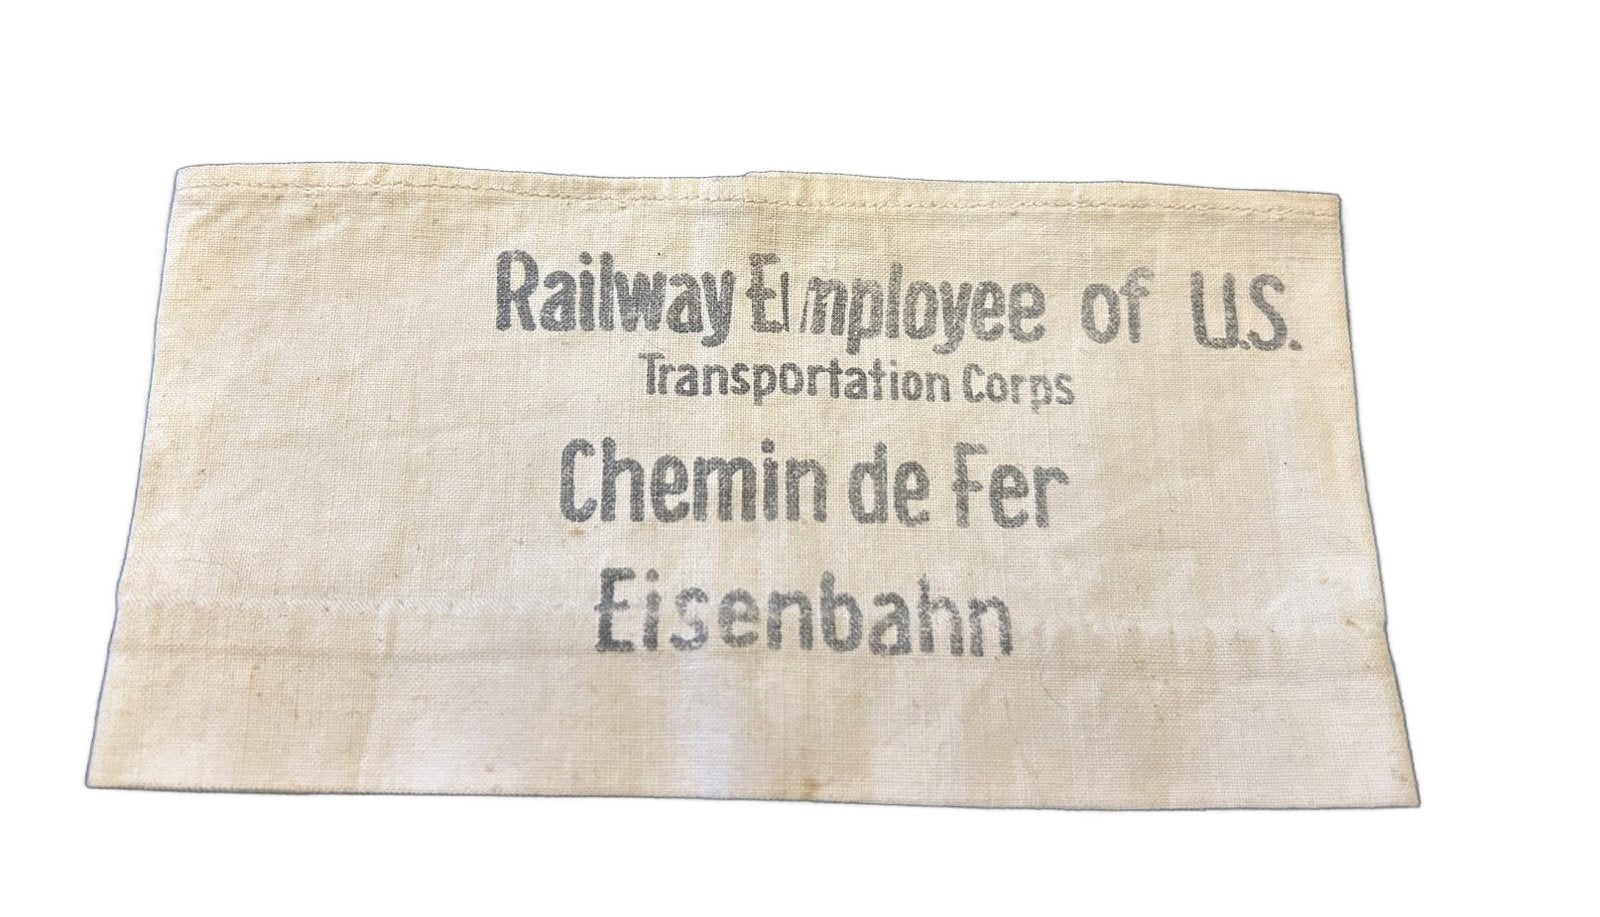 Railway Employee of U.S.
Transportation Corps
Chemin de Fer
Eisenbahn